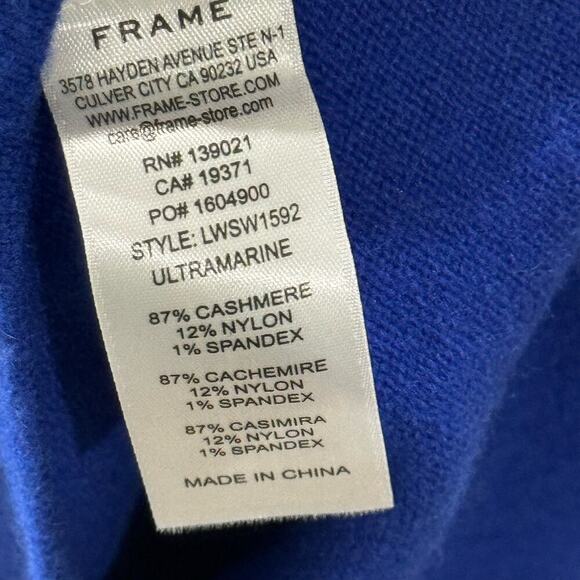 FRAME
3578 HAYDEN AVENUE STE N-1
CULVER CITY CA 90232 USA
WWW.FRAME-STORE.COM
care@frame-store.com
RN# 139021
CA# 19371
PO# 1604900
STYLE: LWSW1592
ULTRAMARINE
87% CASHMERE
12% NYLON
1% SPANDEX
87% CACHEMIRE
12% NYLON
1% SPANDEX
87% CASIMIRA
12% NYLON
1% SPANDEX
MADE IN CHINA